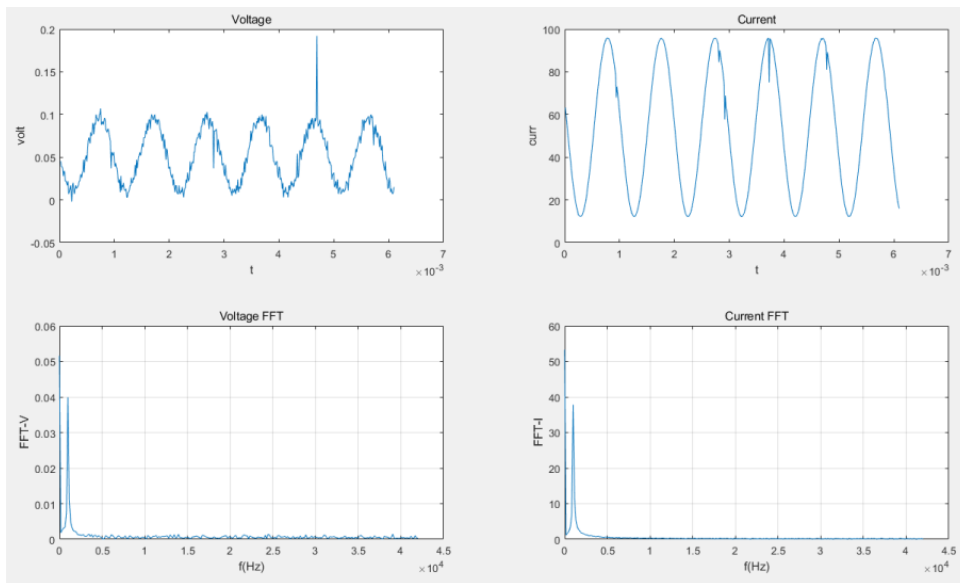 Voltage
0.2
0.15
0.1
0.05
0
-0.05
volt
0 1 2 3 4 5 6 7
t
×10-3
Current
100
80
60
40
20
0
curr
0 1 2 3 4 5 6 7
t
×10-3
Voltage FFT
0.06
0.05
0.04
0.03
0.02
0.01
0
FFT-V
0 0.5 1 1.5 2 2.5 3 3.5 4 4.5
f(Hz)
×10⁴
Current FFT
60
50
40
30
20
10
0
FFT-I
0 0.5 1 1.5 2 2.5 3 3.5 4 4.5
f(Hz)
×10⁴